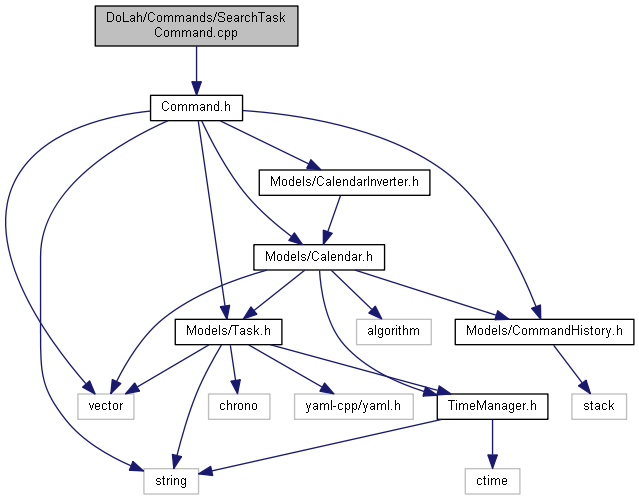 DoLah/Commands/SearchTask
Command.cpp
Command.h
Models/CalendarInverter.h
Models/Calendar.h
Models/Task.h
algorithm
Models/CommandHistory.h
vector
chrono
yaml-cpp/yaml.h
TimeManager.h
stack
string
ctime